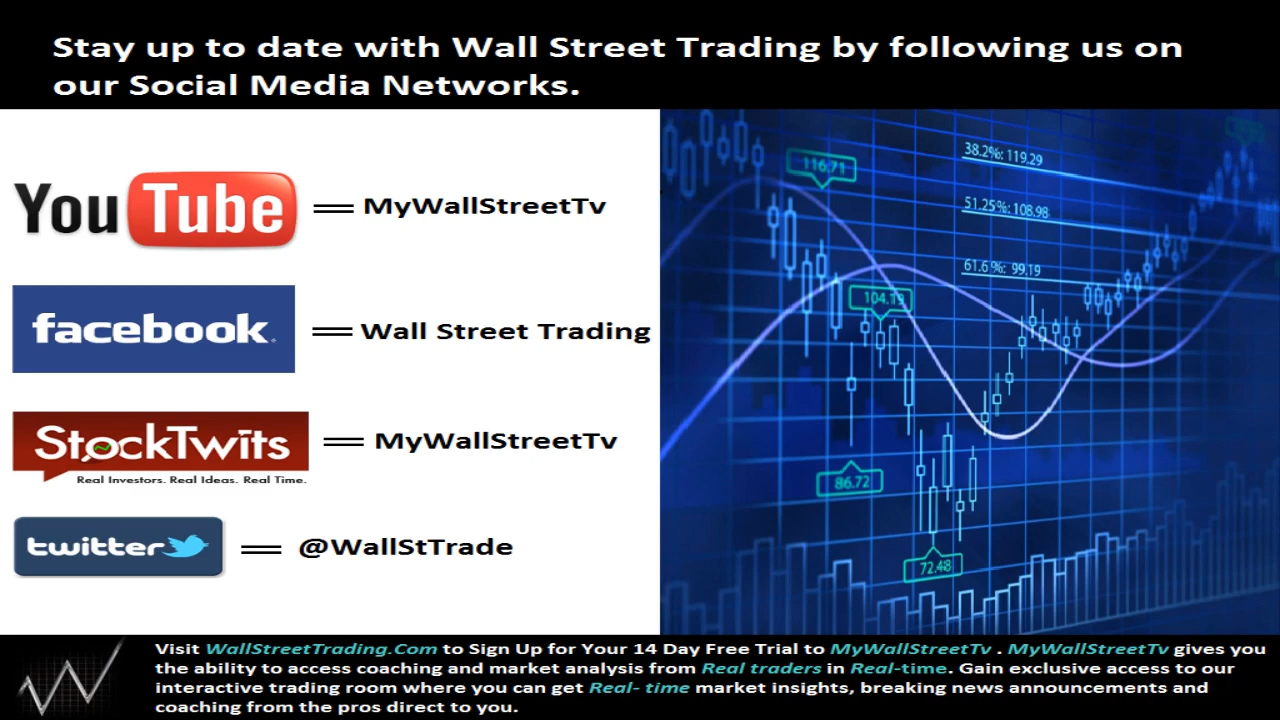 Stay up to date with Wall Street Trading by following us on
our Social Media Networks.
YouTube = MyWallStreetTv
facebook. = Wall Street Trading
StockTwits = MyWallStreetTv
Real Investors. Real Ideas. Real Time.
twitter = @WallStTrade
116.71
38.2%: 119.29
51.25%: 108.98
61.6%: 99.19
104.19
86.72
72.48
Visit WallStreetTrading.Com to Sign Up for Your 14 Day Free Trial to MyWallStreetTv . MyWallStreetTv gives you
the ability to access coaching and market analysis from Real traders in Real-time. Gain exclusive access to our
interactive trading room where you can get Real- time market insights, breaking news announcements and
coaching from the pros direct to you.